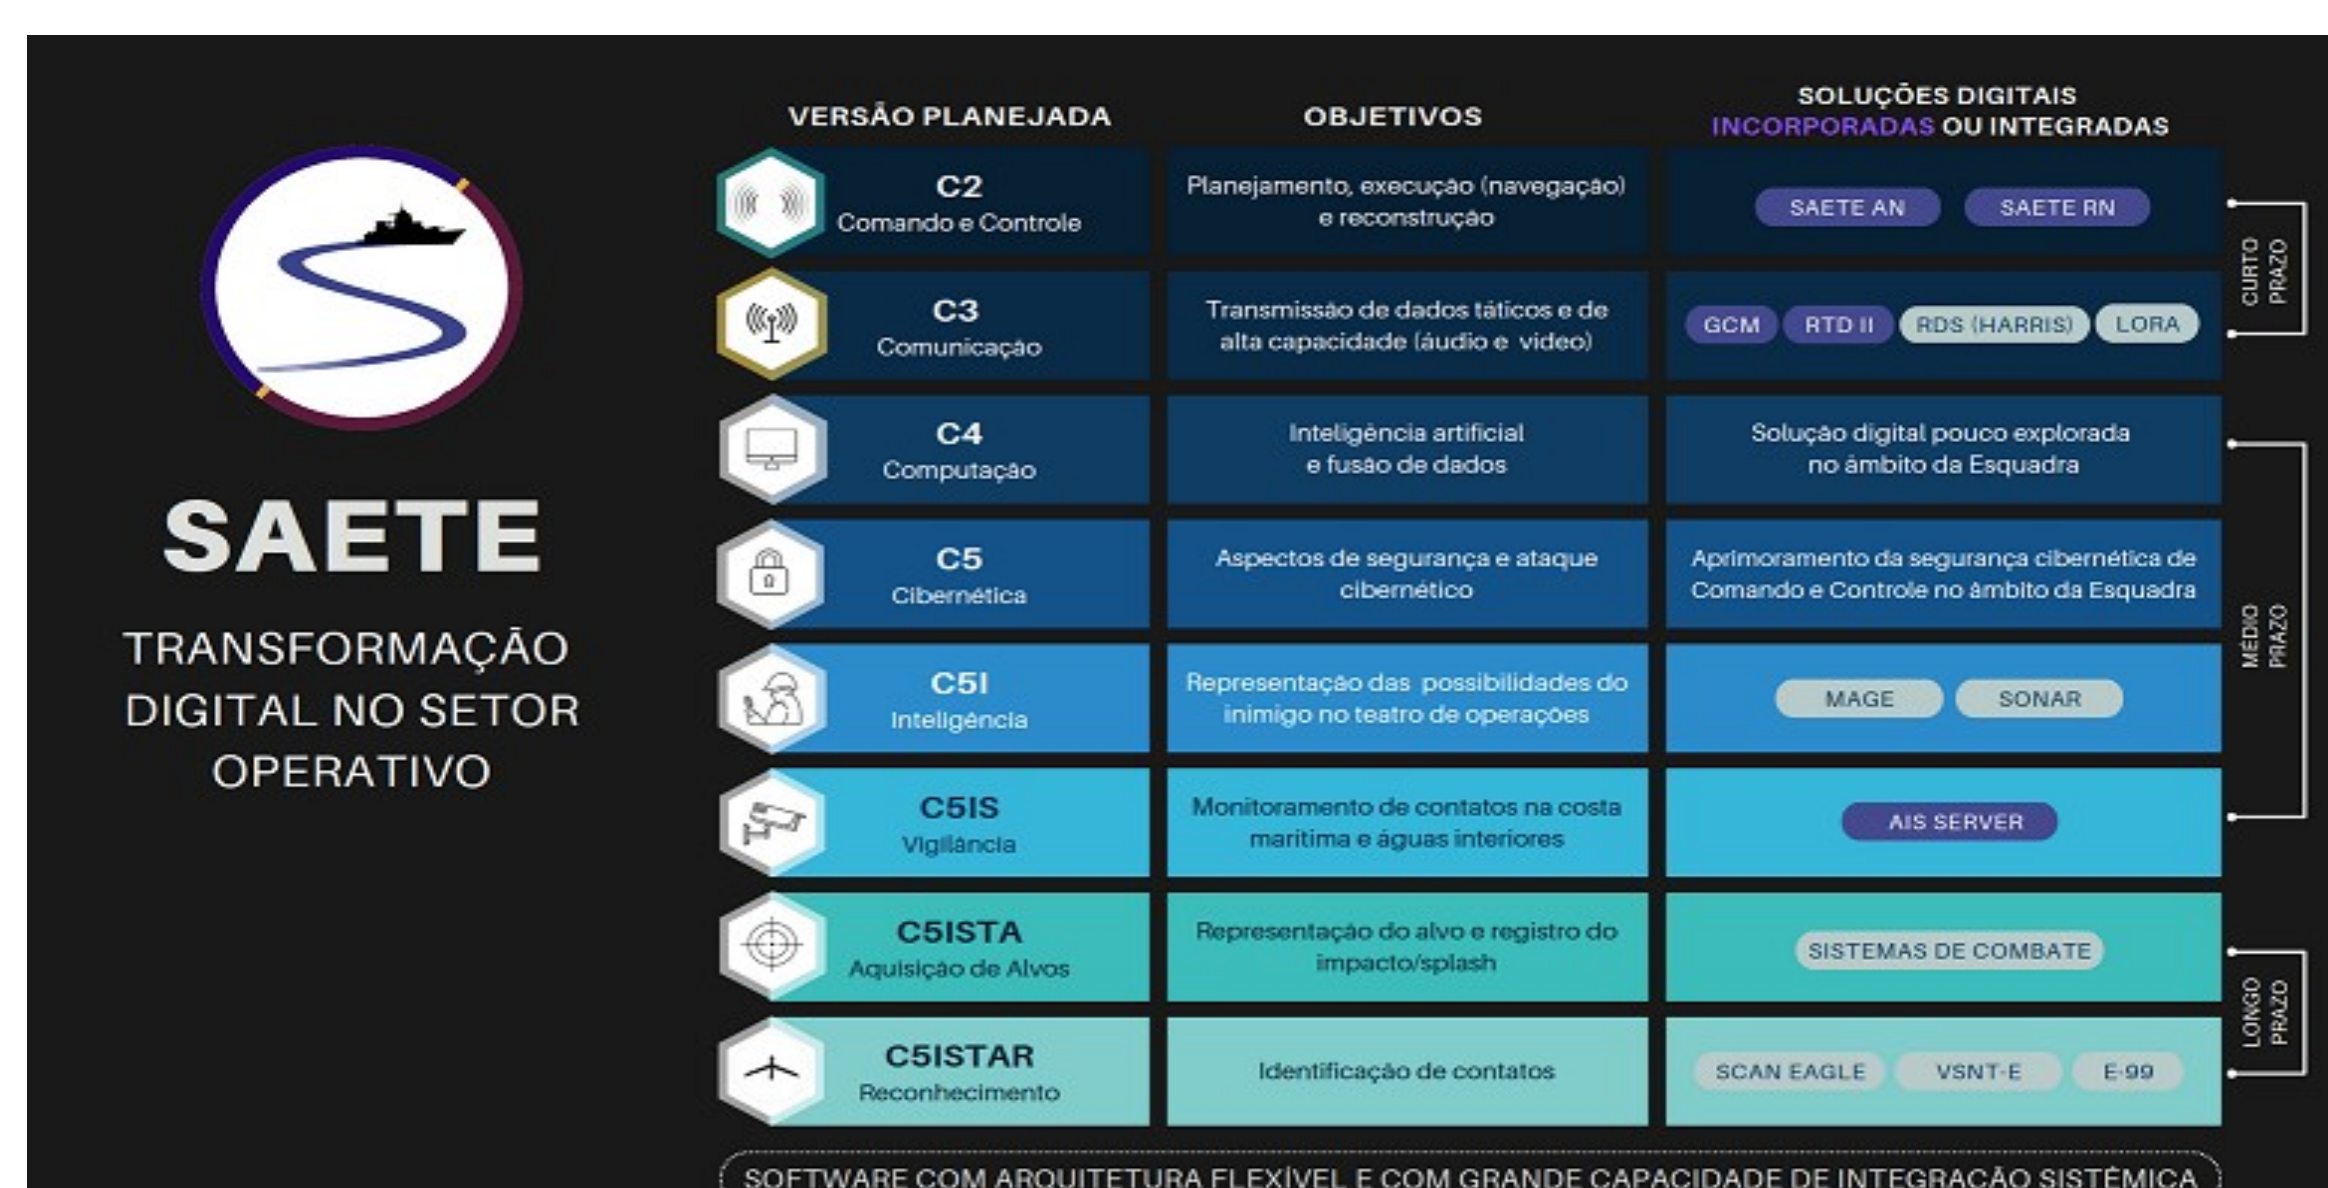 SAETE
TRANSFORMAÇÃO
DIGITAL NO SETOR
OPERATIVO
VERSÃO PLANEJADA
OBJETIVOS
SOLUÇÕES DIGITAIS
INCORPORADAS OU INTEGRADAS
C2
Comando e Controle
Planejamento, execução (navegação)
e reconstrução
SAETE AN
SAETE RN
C3
Comunicação
Transmissão de dados táticos e de
alta capacidade (áudio e vídeo)
GCM
RTD II
RDS (HARRIS)
LORA
CURTO
PRAZO
C4
Computação
Inteligência artificial
e fusão de dados
Solução digital pouco explorada
no âmbito da Esquadra
C5
Cibernética
Aspectos de segurança e ataque
cibernético
Aprimoramento da segurança cibernética de
Comando e Controle no âmbito da Esquadra
C5I
Inteligência
Representação das possibilidades do
inimigo no teatro de operações
MAGE
SONAR
C5IS
Vigilância
Monitoramento de contatos na costa
marítima e águas interiores
AIS SERVER
MÉDIO
PRAZO
C5ISTA
Aquisição de Alvos
Representação do alvo e registro do
impacto/splash
SISTEMAS DE COMBATE
C5ISTAR
Reconhecimento
Identificação de contatos
SCAN EAGLE
VSNT-E
E-99
LONGO
PRAZO
SOFTWARE COM ARQUITETURA FLEXÍVEL E COM GRANDE CAPACIDADE DE INTEGRAÇÃO SISTÊMICA